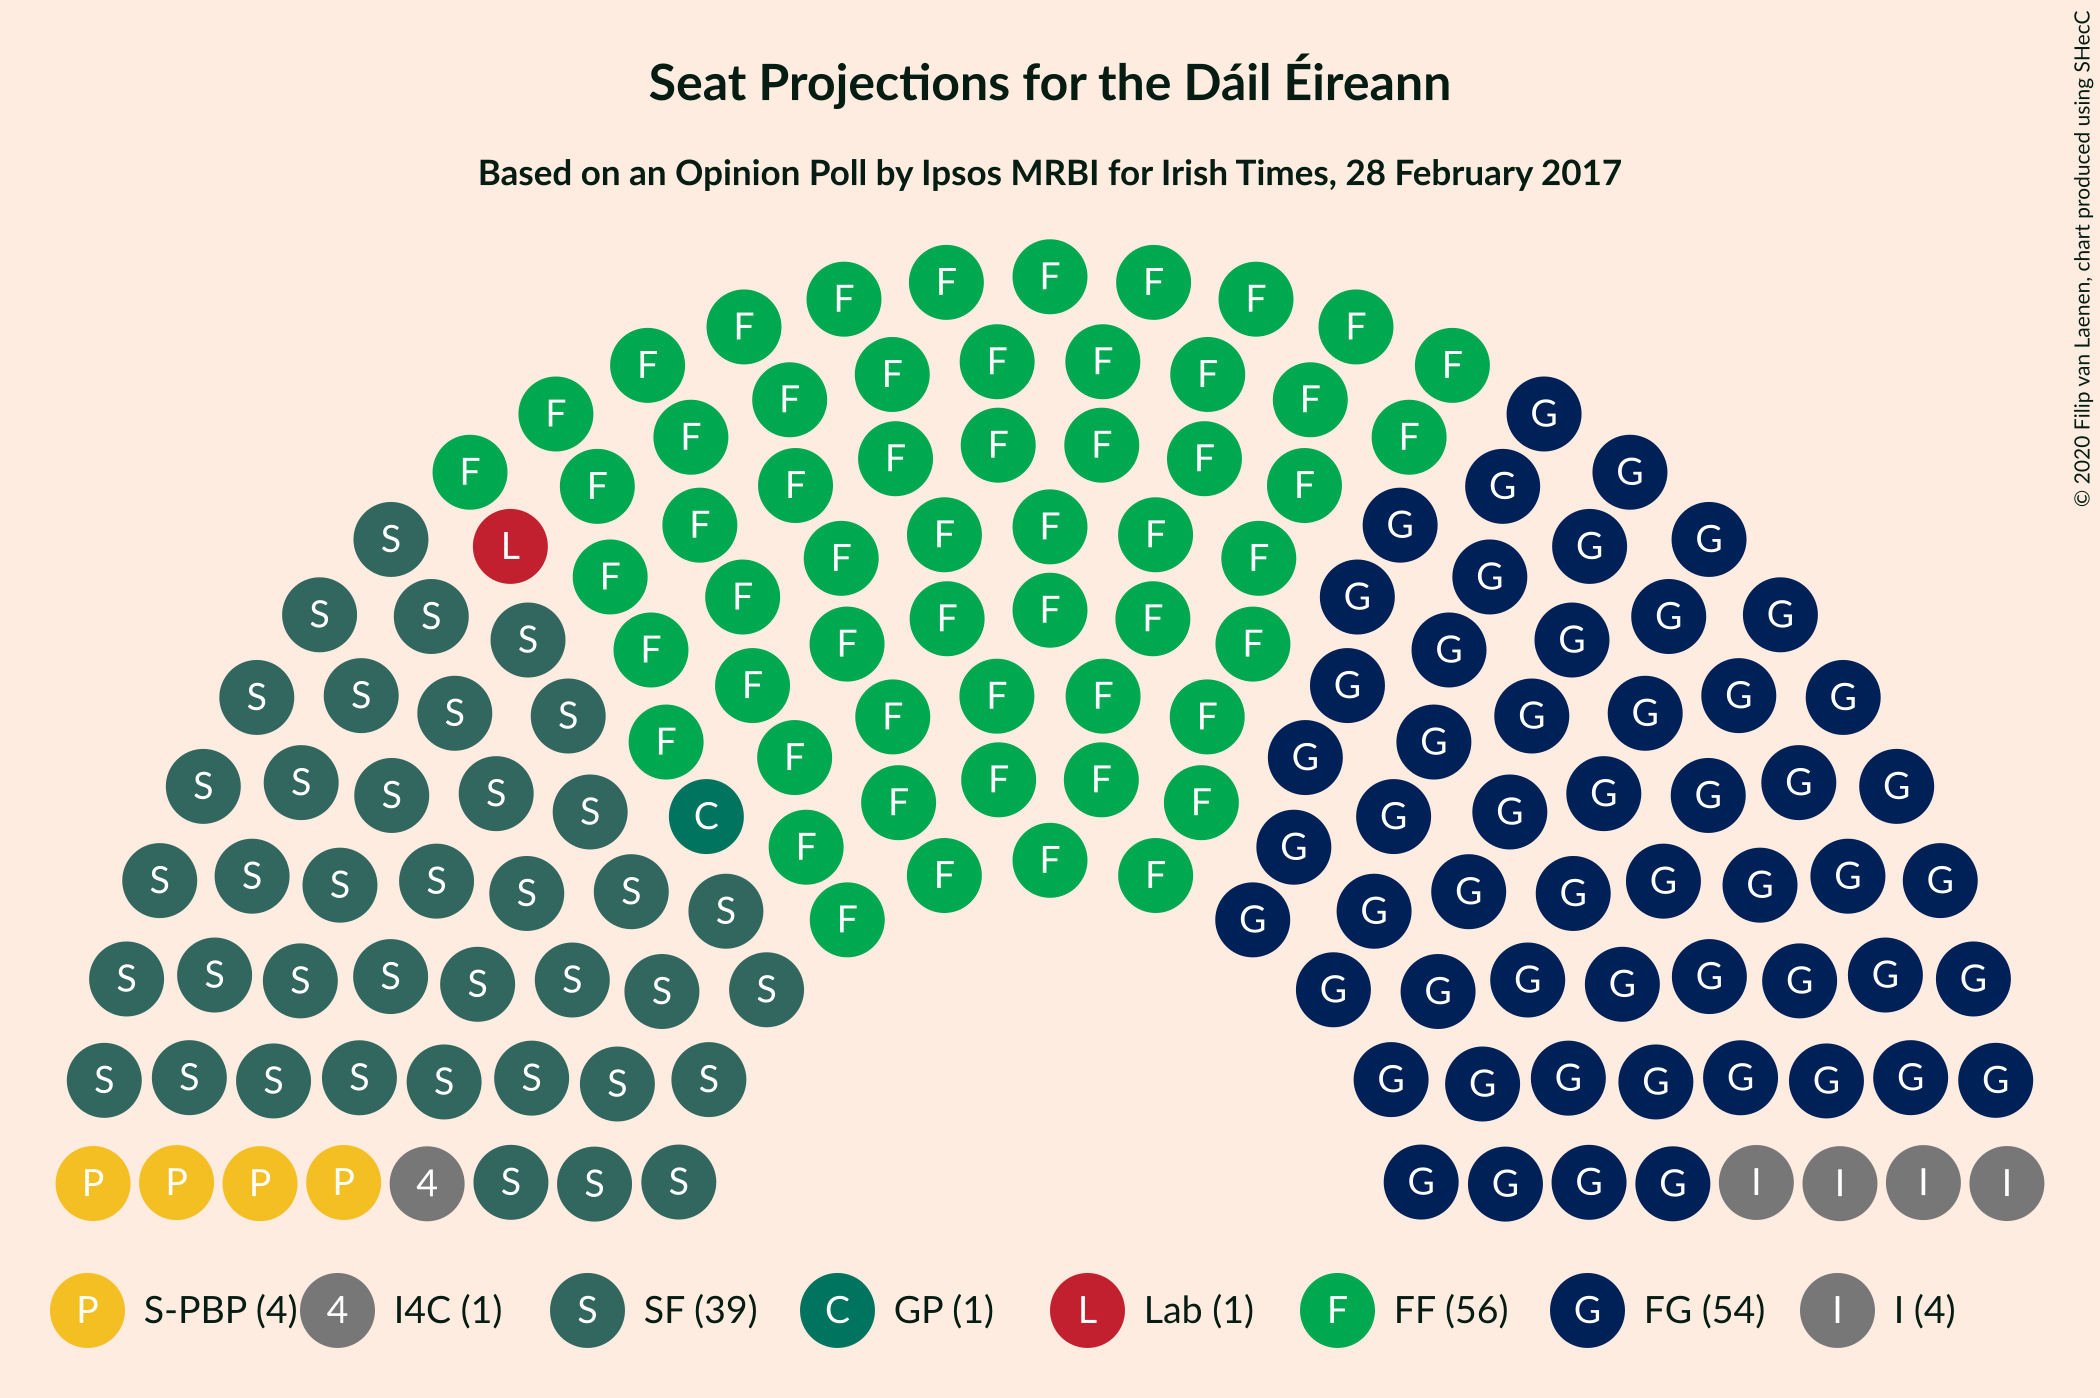 Seat Projections for the Dáil Éireann
Based on an Opinion Poll by Ipsos MRBI for Irish Times, 28 February 2017
© 2020 Filip van Laenen, chart produced using SHecC
F F F F F
F F F F
F F F F F F
F F G
F F F F
F F G
F F F F
F F G G
F F G
S L F F F F G G G
F G G
S S S F F F F F G G G G
S S S S F F F F F F G G G G G G
S S S S S F C F F F F F G G G G G G G
S S S S S S S F F F F F G G G G G G G G
S S S S S S S S F G G G G G G G G G
S S S S S S S S G G G G G G G G
P P P P 4 S S S G G G G I I I I
P S-PBP (4) 4 I4C (1) S SF (39) C GP (1) L Lab (1) F FF (56) G FG (54) I I (4)